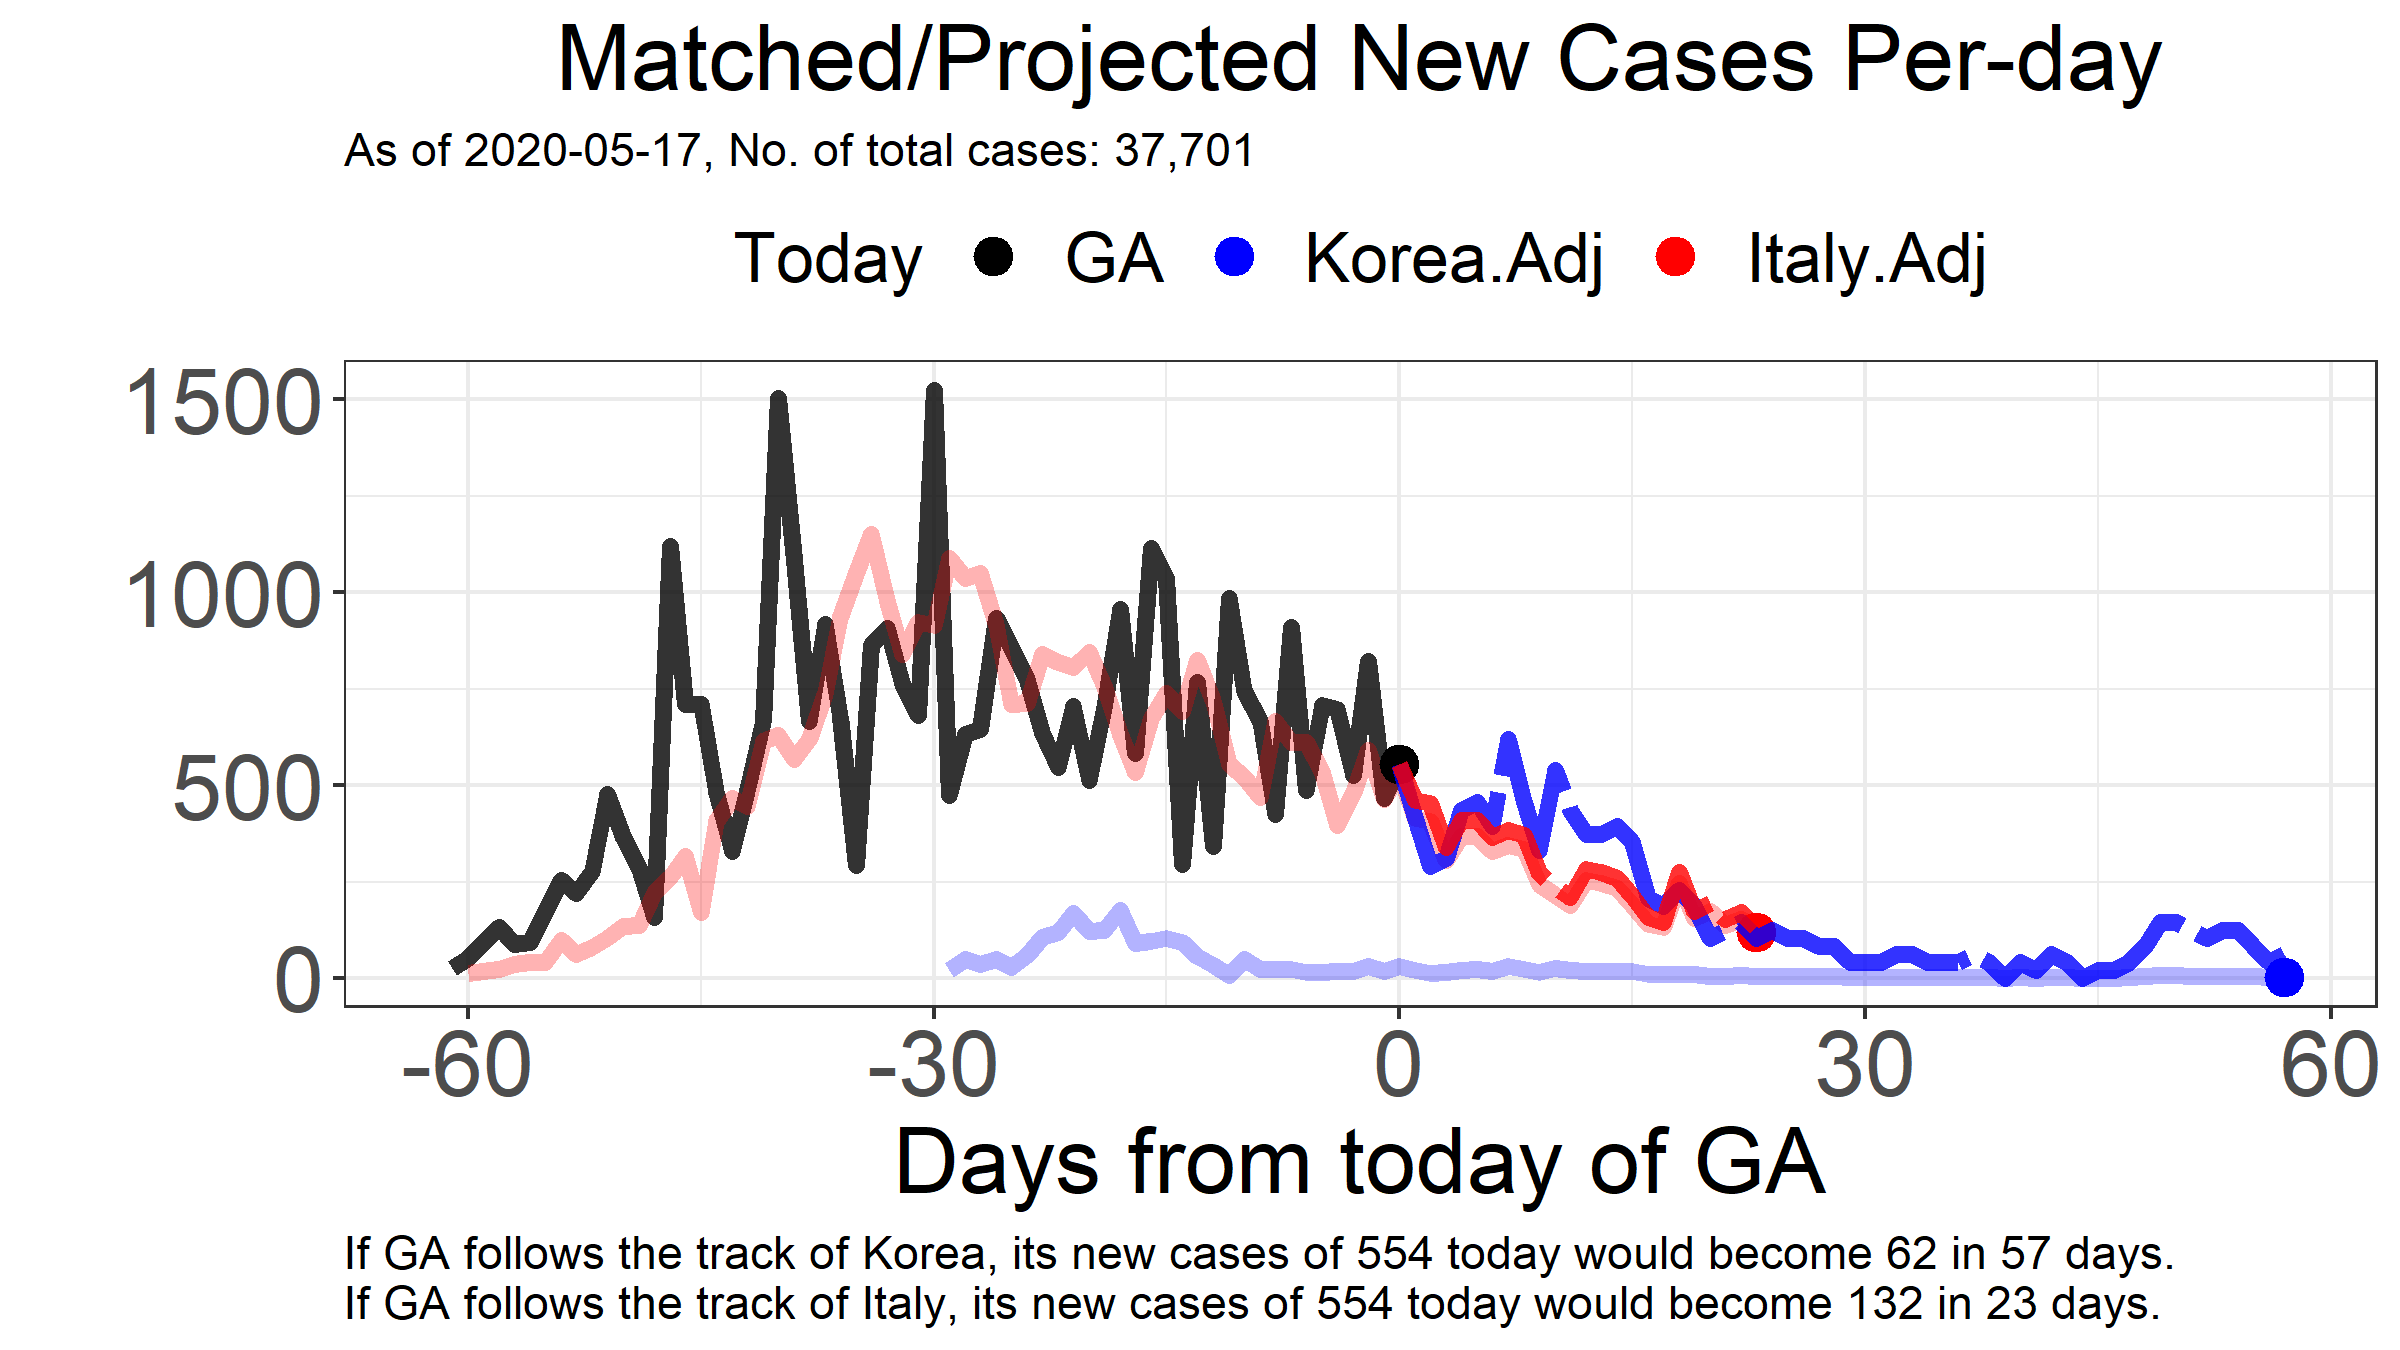 Matched/Projected New Cases Per-day
As of 2020-05-17, No. of total cases: 37,701
Today GA Korea.Adj Italy.Adj
1500
1000
500
0
-60 -30 0 30 60
Days from today of GA
If GA follows the track of Korea, its new cases of 554 today would become 62 in 57 days.
If GA follows the track of Italy, its new cases of 554 today would become 132 in 23 days.